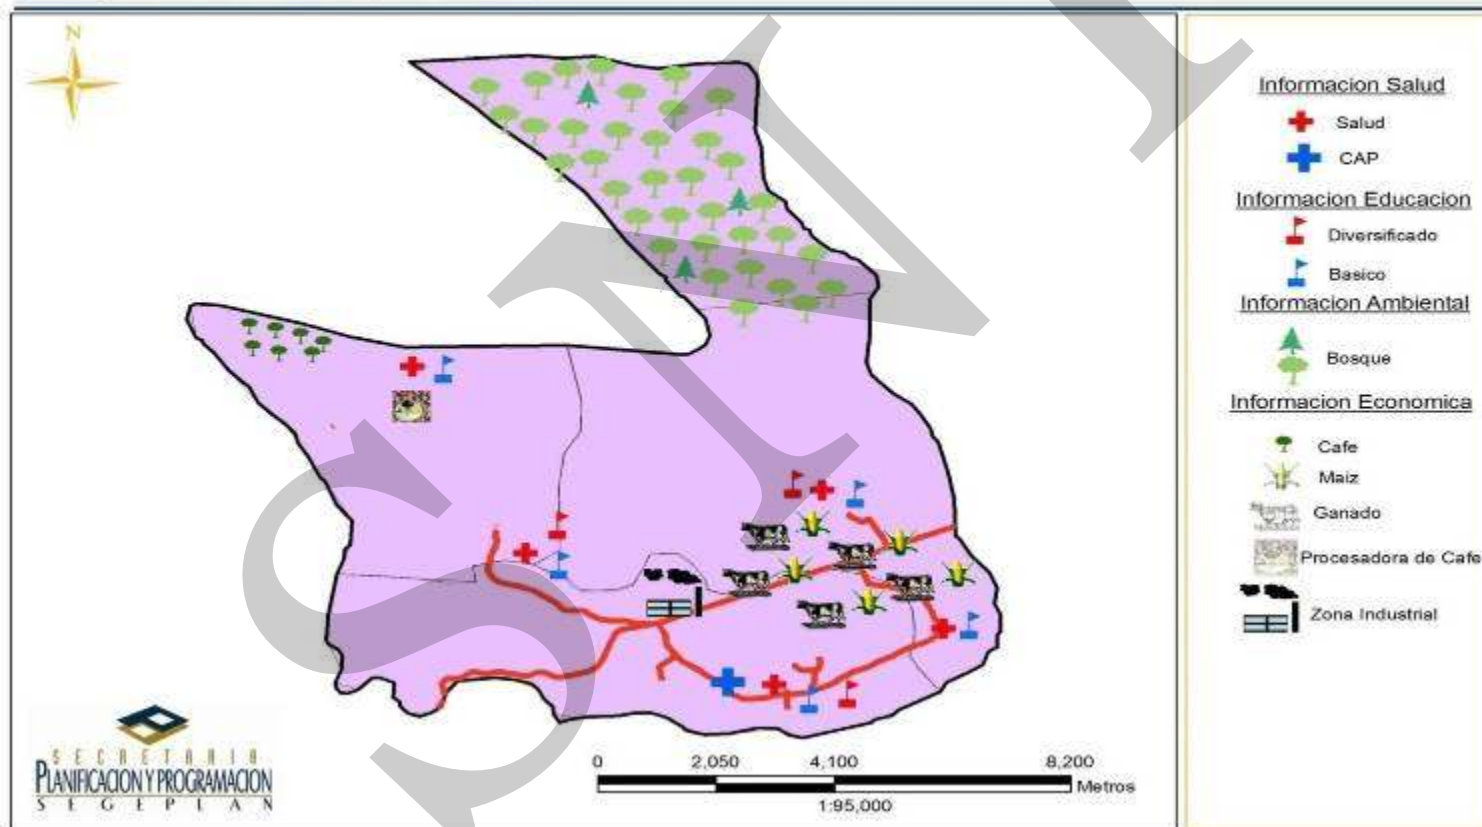 N
Informacion Salud
Salud
CAP
Informacion Educacion
Diversificado
Basico
Informacion Ambiental
Bosque
Informacion Economica
Cafe
Maiz
Ganado
Procesadora de Cafe
Zona Industrial
SECRETARIA
PLANIFICACION Y PROGRAMACION
SEGEPLAN
0 2,050 4,100 8,200
Metros
1:95,000